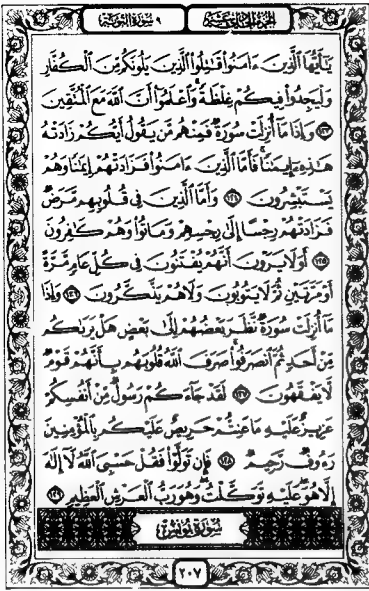 الجزء الحادي عشر ٩ سورة التوبة
يَٰٓأَيُّهَا ٱلَّذِينَ ءَامَنُوا۟ قَٰتِلُوا۟ ٱلَّذِينَ يَلُونَكُم مِّنَ ٱلْكُفَّارِ
وَلْيَجِدُوا۟ فِيكُمْ غِلْظَةً ۚ وَٱعْلَمُوٓا۟ أَنَّ ٱللَّهَ مَعَ ٱلْمُتَّقِينَ
١٢٣ وَإِذَا مَآ أُنزِلَتْ سُورَةٌ فَمِنْهُم مَّن يَقُولُ أَيُّكُمْ زَادَتْهُ
هَٰذِهِۦٓ إِيمَٰنًا ۚ فَأَمَّا ٱلَّذِينَ ءَامَنُوا۟ فَزَادَتْهُمْ إِيمَٰنًا وَهُمْ
يَسْتَبْشِرُونَ ١٢٤ وَأَمَّا ٱلَّذِينَ فِى قُلُوبِهِم مَّرَضٌ
فَزَادَتْهُمْ رِجْسًا إِلَىٰ رِجْسِهِمْ وَمَاتُوا۟ وَهُمْ كَٰفِرُونَ
١٢٥ أَوَلَا يَرَوْنَ أَنَّهُمْ يُفْتَنُونَ فِى كُلِّ عَامٍ مَّرَّةً
أَوْ مَرَّتَيْنِ ثُمَّ لَا يَتُوبُونَ وَلَا هُمْ يَذَّكَّرُونَ ١٢٦ وَإِذَا
مَآ أُنزِلَتْ سُورَةٌ نَّظَرَ بَعْضُهُمْ إِلَىٰ بَعْضٍ هَلْ يَرَىٰكُم
مِّنْ أَحَدٍ ثُمَّ ٱنصَرَفُوا۟ ۚ صَرَفَ ٱللَّهُ قُلُوبَهُم بِأَنَّهُمْ قَوْمٌ
لَّا يَفْقَهُونَ ١٢٧ لَقَدْ جَآءَكُمْ رَسُولٌ مِّنْ أَنفُسِكُمْ
عَزِيزٌ عَلَيْهِ مَا عَنِتُّمْ حَرِيصٌ عَلَيْكُم بِٱلْمُؤْمِنِينَ
رَءُوفٌ رَّحِيمٌ ١٢٨ فَإِن تَوَلَّوْا۟ فَقُلْ حَسْبِىَ ٱللَّهُ لَآ إِلَٰهَ
إِلَّا هُوَ ۖ عَلَيْهِ تَوَكَّلْتُ ۖ وَهُوَ رَبُّ ٱلْعَرْشِ ٱلْعَظِيمِ ١٢٩
سورة يونس
٢٠٧